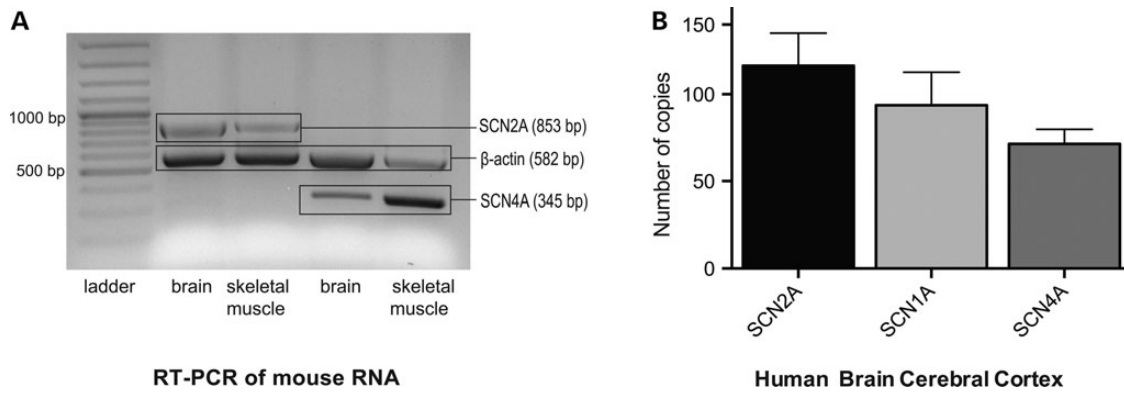 A
1000 bp
500 bp
SCN2A (853 bp)
β-actin (582 bp)
SCN4A (345 bp)
ladder
brain
skeletal
muscle
brain
skeletal
muscle
RT-PCR of mouse RNA
B
Number of copies
150
100
50
0
SCN2A
SCN1A
SCN4A
Human Brain Cerebral Cortex